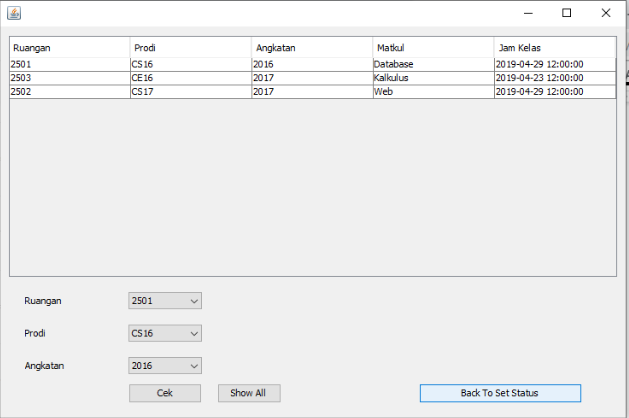 Ruangan Prodi Angkatan Matkul Jam Kelas
2501 CS16 2016 Database 2019-04-29 12:00:00
2503 CE16 2017 Kalkulus 2019-04-23 12:00:00
2502 CS17 2017 Web 2019-04-29 12:00:00
Ruangan 2501
Prodi CS16
Angkatan 2016
Cek Show All Back To Set Status